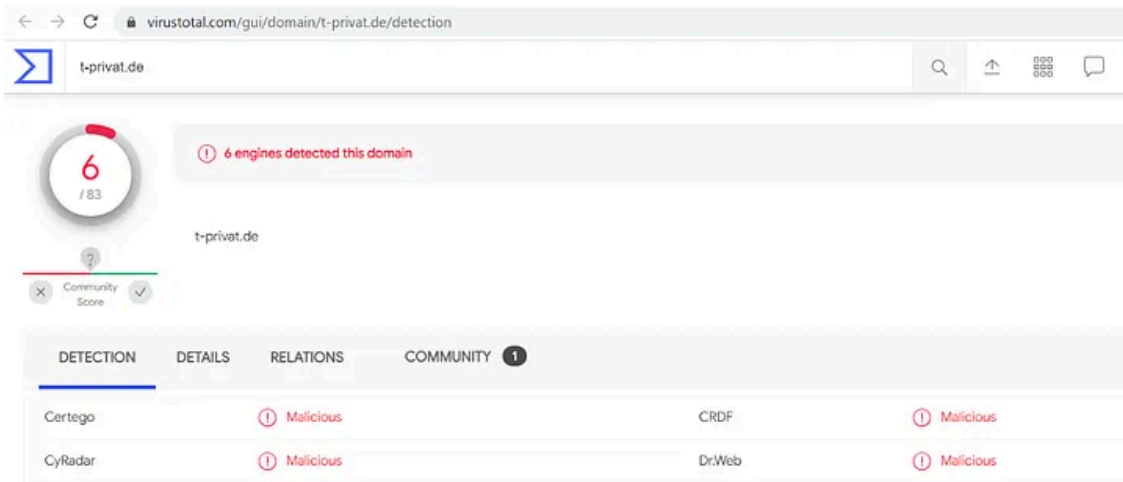 virustotal.com/gui/domain/t-privat.de/detection
t-privat.de
6
/ 83
6 engines detected this domain
t-privat.de
?
Community
Score
DETECTION DETAILS RELATIONS COMMUNITY 1
Certego Malicious CRDF Malicious
CyRadar Malicious Dr.Web Malicious